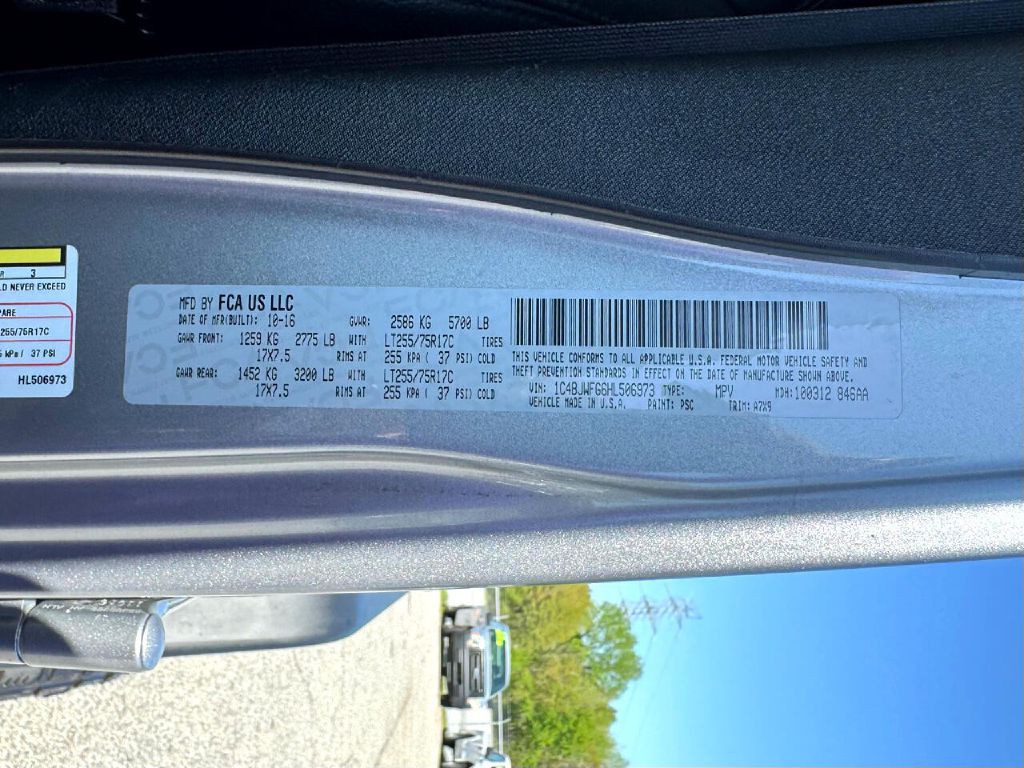 R 3
LD NEVER EXCEED
PARE
255/75R17C
kPa / 37 PSI
HL506973
MFD BY FCA US LLC
DATE OF MFR(BUILT): 10-16 GVWR: 2586 KG 5700 LB
GAWR FRONT: 1259 KG 2775 LB WITH LT255/75R17C TIRES
17X7.5 RIMS AT 255 KPA ( 37 PSI) COLD
GAWR REAR: 1452 KG 3200 LB WITH LT255/75R17C TIRES
17X7.5 RIMS AT 255 KPA ( 37 PSI) COLD
THIS VEHICLE CONFORMS TO ALL APPLICABLE U.S.A. FEDERAL MOTOR VEHICLE SAFETY AND
THEFT PREVENTION STANDARDS IN EFFECT ON THE DATE OF MANUFACTURE SHOWN ABOVE.
VIN: 1C4BJWFG6HL506973 TYPE: MPV MDH:100312 846AA
VEHICLE MADE IN U.S.A. PAINT: PSC TRIM: A7X9